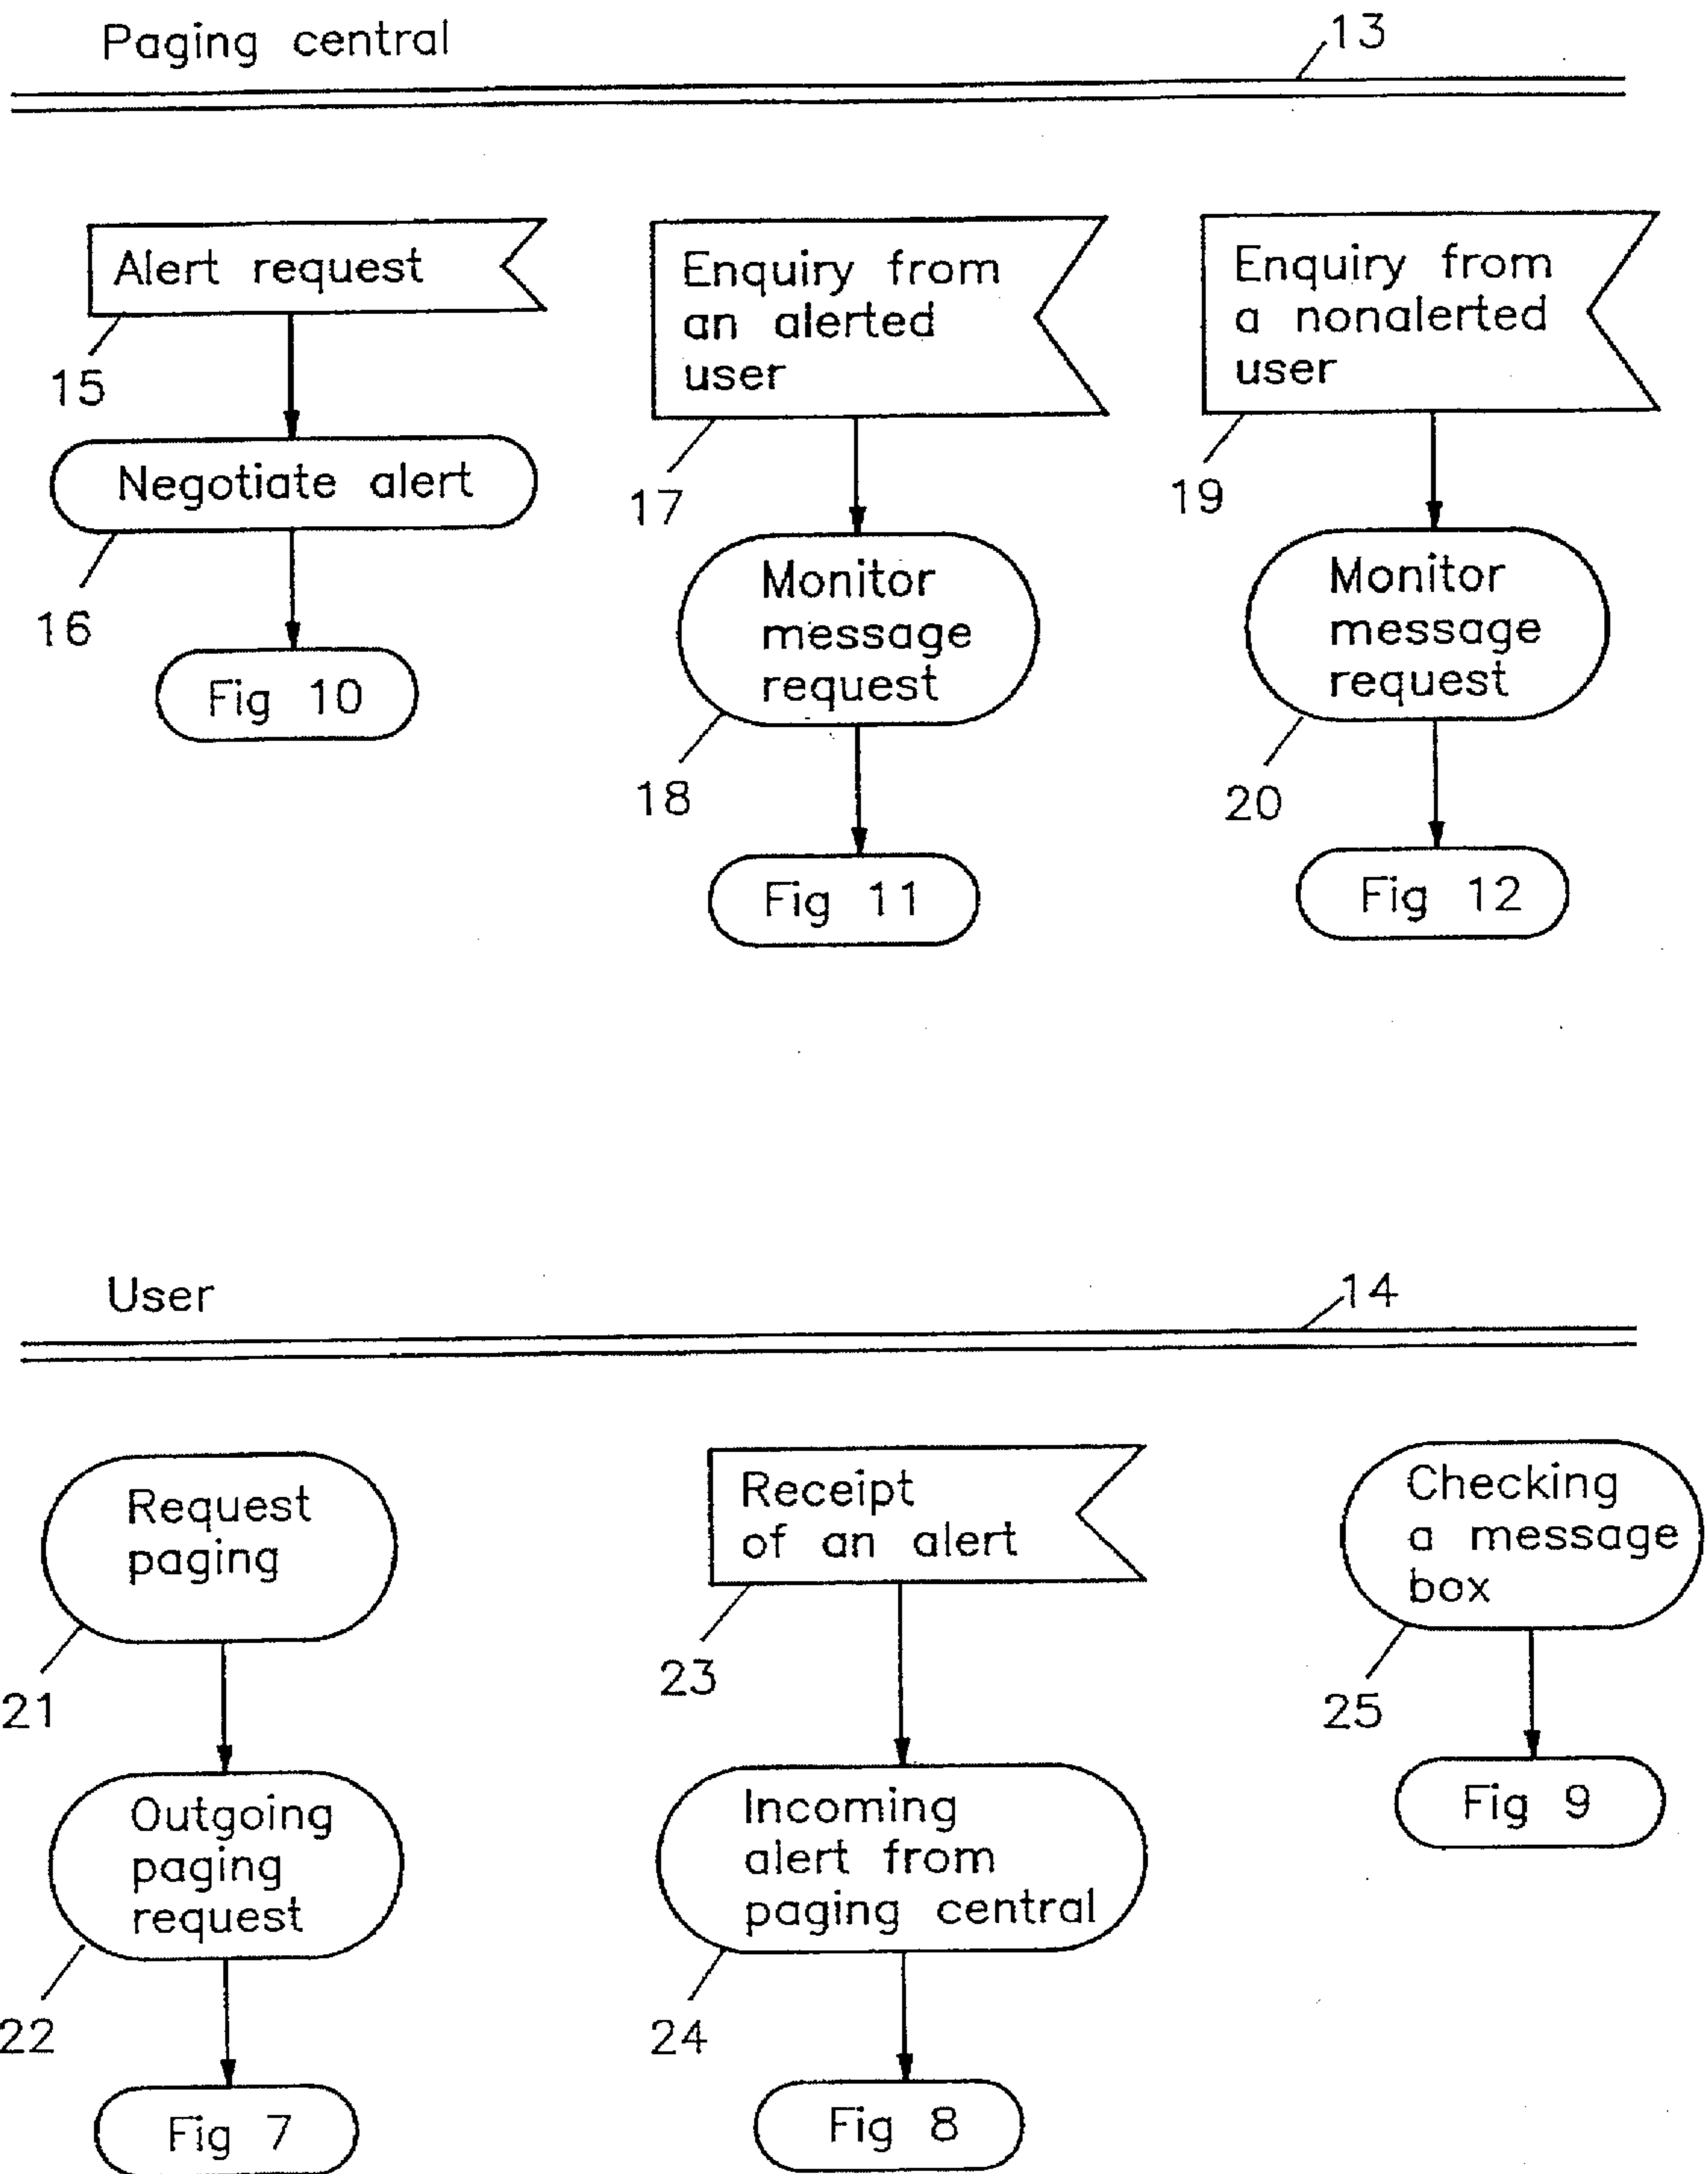 Paging central
13
Alert request
15
Negotiate alert
16
Fig 10
Enquiry from
an alerted
user
17
Monitor
message
request
18
Fig 11
Enquiry from
a nonalerted
user
19
Monitor
message
request
20
Fig 12
User
14
Request
paging
21
Outgoing
paging
request
22
Fig 7
Receipt
of an alert
23
Incoming
alert from
paging central
24
Fig 8
Checking
a message
box
25
Fig 9